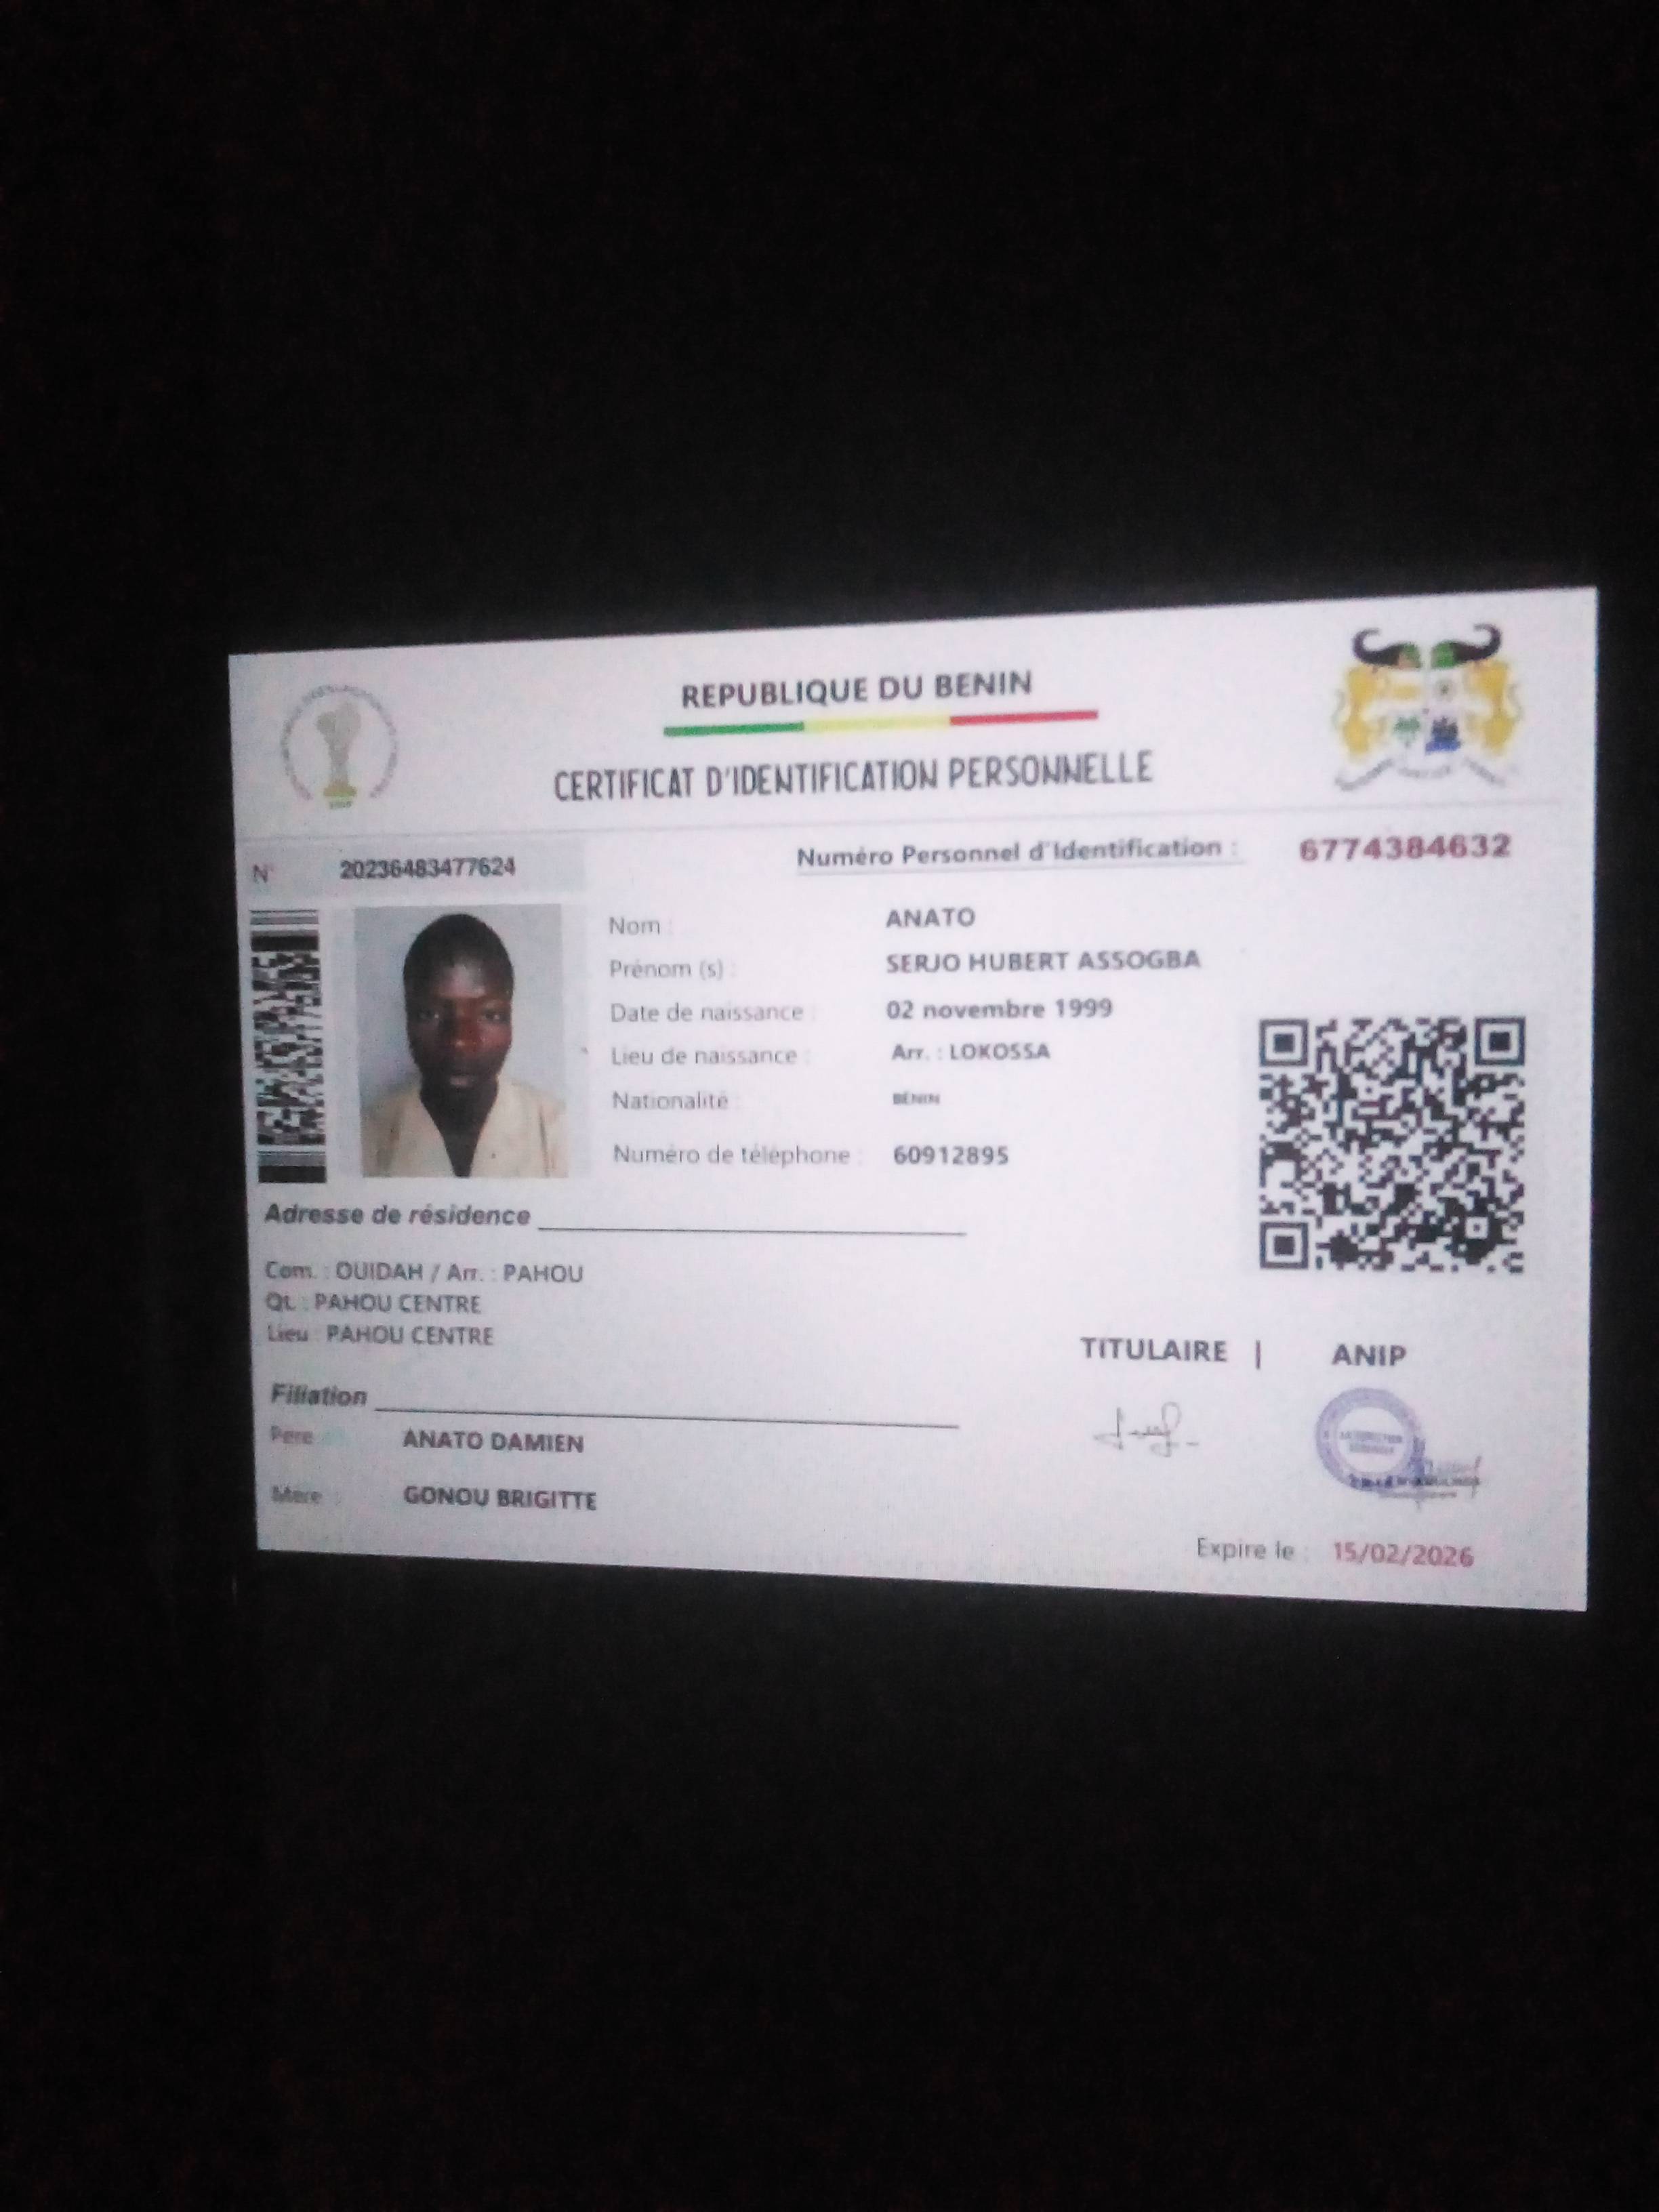 REPUBLIQUE DU BENIN
CERTIFICAT D'IDENTIFICATION PERSONNELLE
N° 20236483477624
Numéro Personnel d'Identification : 6774384632
Nom : ANATO
Prénom (s) : SERJO HUBERT ASSOGBA
Date de naissance : 02 novembre 1999
Lieu de naissance : Arr. : LOKOSSA
Nationalité BÉNIN
Numéro de téléphone : 60912895
Adresse de résidence
Com. : OUIDAH / Arr. : PAHOU
Qt. : PAHOU CENTRE
Lieu : PAHOU CENTRE
TITULAIRE | ANIP
Filiation
Père : ANATO DAMIEN
Mère : GONOU BRIGITTE
Expire le : 15/02/2026